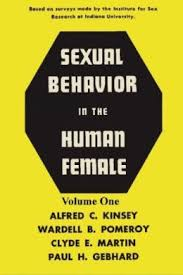 Based on surveys made by the Institute for Sex
Research at Indiana University.
SEXUAL
BEHAVIOR
IN THE
HUMAN
FEMALE
Volume One
ALFRED C. KINSEY
WARDELL B. POMEROY
CLYDE E. MARTIN
PAUL H. GEBHARD